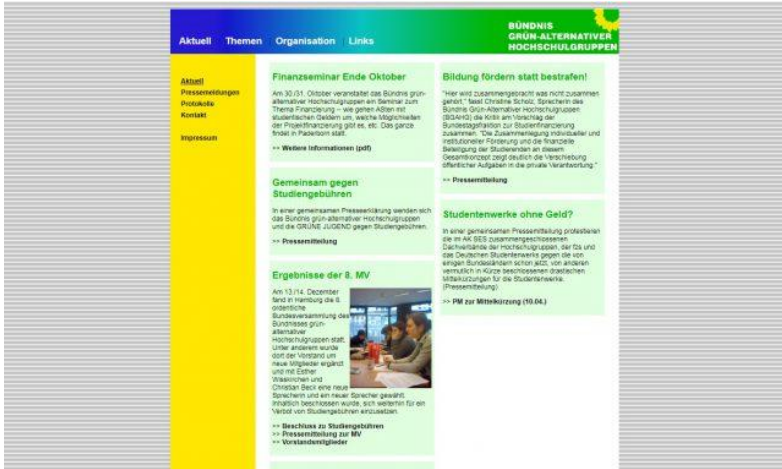 Aktuell Themen Organisation Links
BÜNDNIS
GRÜN-ALTERNATIVER
HOCHSCHULGRUPPEN
Aktuell
Pressemeldungen
Protokolle
Kontakt
Impressum
Finanzseminar Ende Oktober
Am 30./31. Oktober veranstaltet das Bündnis grün-
alternativer Hochschulgruppen ein Seminar zum
Thema Finanzierung -- wie gehen ASten mit
studentischen Geldern um, welche Möglichkeiten
der Projektfinanzierung gibt es, etc. Das ganze
findet in Paderborn statt.
>> Weitere Informationen (pdf)
Gemeinsam gegen
Studiengebühren
In einer gemeinsamen Presseerklärung wenden sich
das Bündnis grün-alternativer Hochschulgruppen
und die GRÜNE JUGEND gegen Studiengebühren.
>> Pressemitteilung
Ergebnisse der 8. MV
Am 13./14. Dezember
fand in Hamburg die 8.
ordentliche
Bundesversammlung des
Bündnisses grün-
alternativer
Hochschulgruppen statt.
Unter anderem wurde
dort der Vorstand um
neue Mitglieder ergänzt
und mit Esther
Wisskirchen und
Christian Beck eine neue
Sprecherin und ein neuer Sprecher gewählt.
Inhaltlich beschlossen wurde, sich weiterhin für ein
Verbot von Studiengebühren einzusetzen.
>> Beschluss zu Studiengebühren
>> Pressemitteilung zur MV
>> Vorstandsmitglieder
Bildung fördern statt bestrafen!
"Hier wird zusammengebracht was nicht zusammen
gehört," fasst Christine Scholz, Sprecherin des
Bündnis Grün-Alternativer Hochschulgruppen
(BGAHG) die Kritik am Vorschlag der
Bundestagsfraktion zur Studienfinanzierung
zusammen. "Die Zusammenlegung individueller und
institutioneller Förderung und die finanzielle
Beteiligung der Studierenden an diesem
Gesamtkonzept zeigt deutlich die Verschiebung
öffentlicher Aufgaben in die private Verantwortung."
>> Pressemitteilung
Studentenwerke ohne Geld?
In einer gemeinsamen Pressemitteilung protestieren
die im AK SES zusammengeschlossenen
Dachverbände der Hochschulgruppen, der fzs und
das Deutschen Studentenwerks gegen die von
einigen Bundesländern schon jetzt, von anderen
vermutlich in Kürze beschlossenen drastischen
Mittelkürzungen für die Studentenwerke.
(Pressemitteilung)
>> PM zur Mittelkürzung (10.04.)